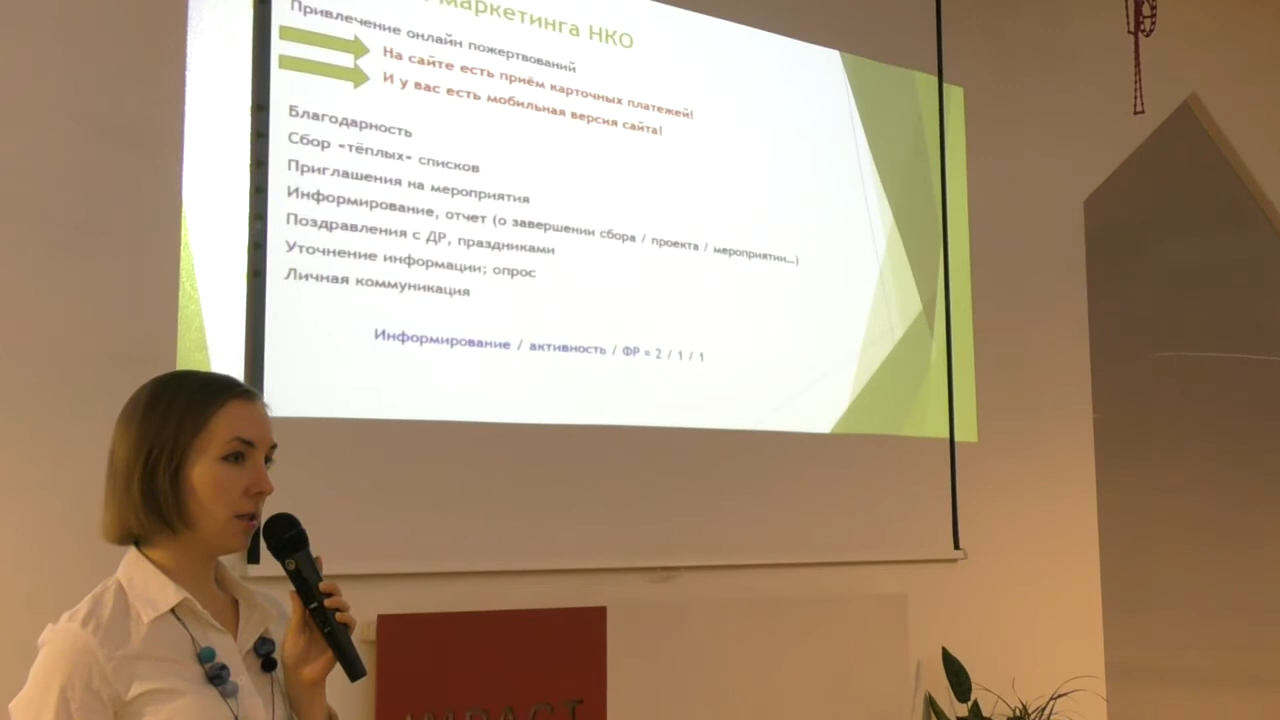 маркетинга НКО
Привлечение онлайн пожертвований
На сайте есть приём карточных платежей!
И у вас есть мобильная версия сайта!
Благодарность
Сбор «тёплых» списков
Приглашения на мероприятия
Информирование, отчет (о завершении сбора / проекта / мероприятии...)
Поздравления с ДР, праздниками
Уточнение информации; опрос
Личная коммуникация
Информирование / активность / ФР = 2 / 1 / 1
IMPACT